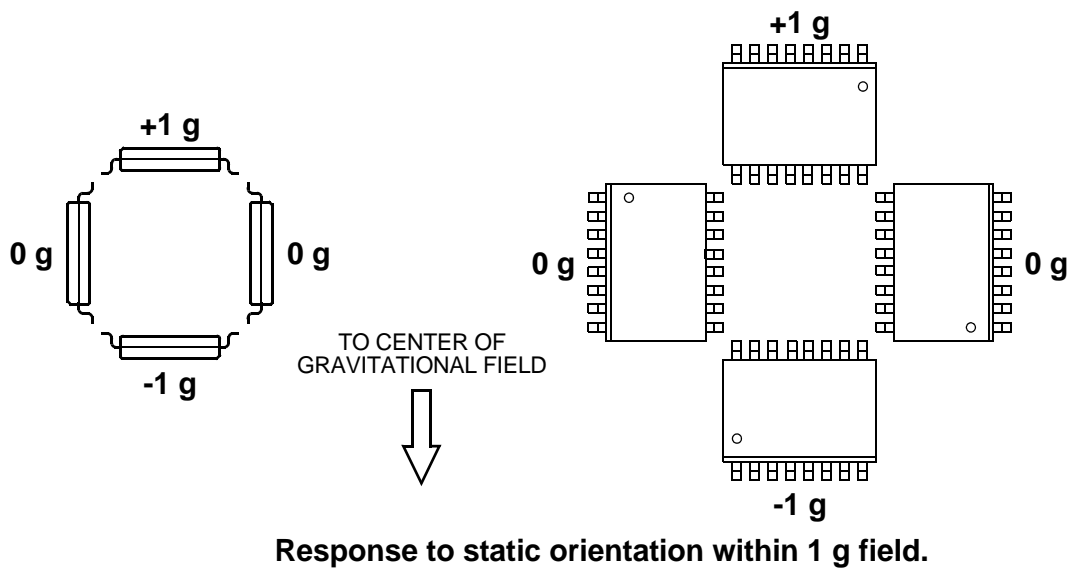 +1 g
+1 g
0 g
0 g
0 g
0 g
TO CENTER OF
GRAVITATIONAL FIELD
-1 g
-1 g
Response to static orientation within 1 g field.